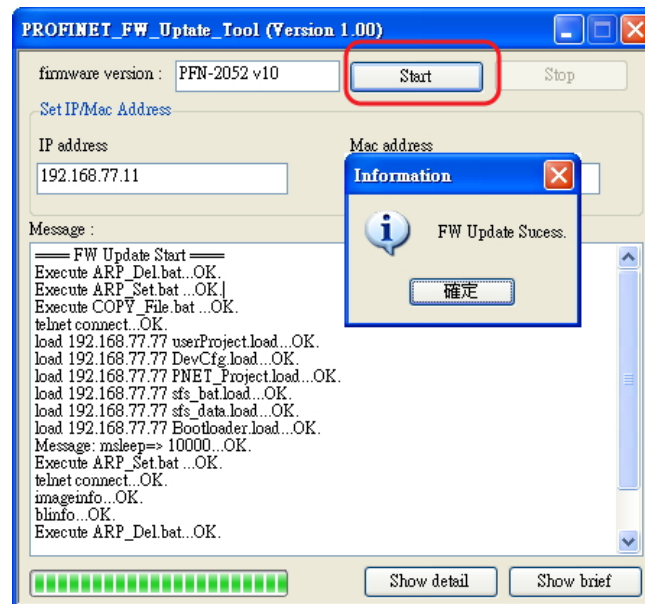 PROFINET_FW_Uptate_Tool (Version 1.00)
firmware version : PFN-2052 v10 Start Stop
Set IP/Mac Address
IP address Mac address
192.168.77.11
Information
FW Update Sucess.
確定
Message :
==== FW Update Start ====
Execute ARP_Del.bat...OK.
Execute ARP_Set.bat ...OK.
Execute COPY_File.bat ...OK.
telnet connect...OK.
load 192.168.77.77 userProject.load...OK.
load 192.168.77.77 DevCfg.load...OK.
load 192.168.77.77 PNET_Project.load...OK.
load 192.168.77.77 sfs_bat.load...OK.
load 192.168.77.77 sfs_data.load...OK.
load 192.168.77.77 Bootloader.load...OK.
Message: msleep=> 10000...OK.
Execute ARP_Set.bat ...OK.
telnet connect...OK.
imageinfo...OK.
blinfo...OK.
Execute ARP_Del.bat...OK.
Show detail Show brief